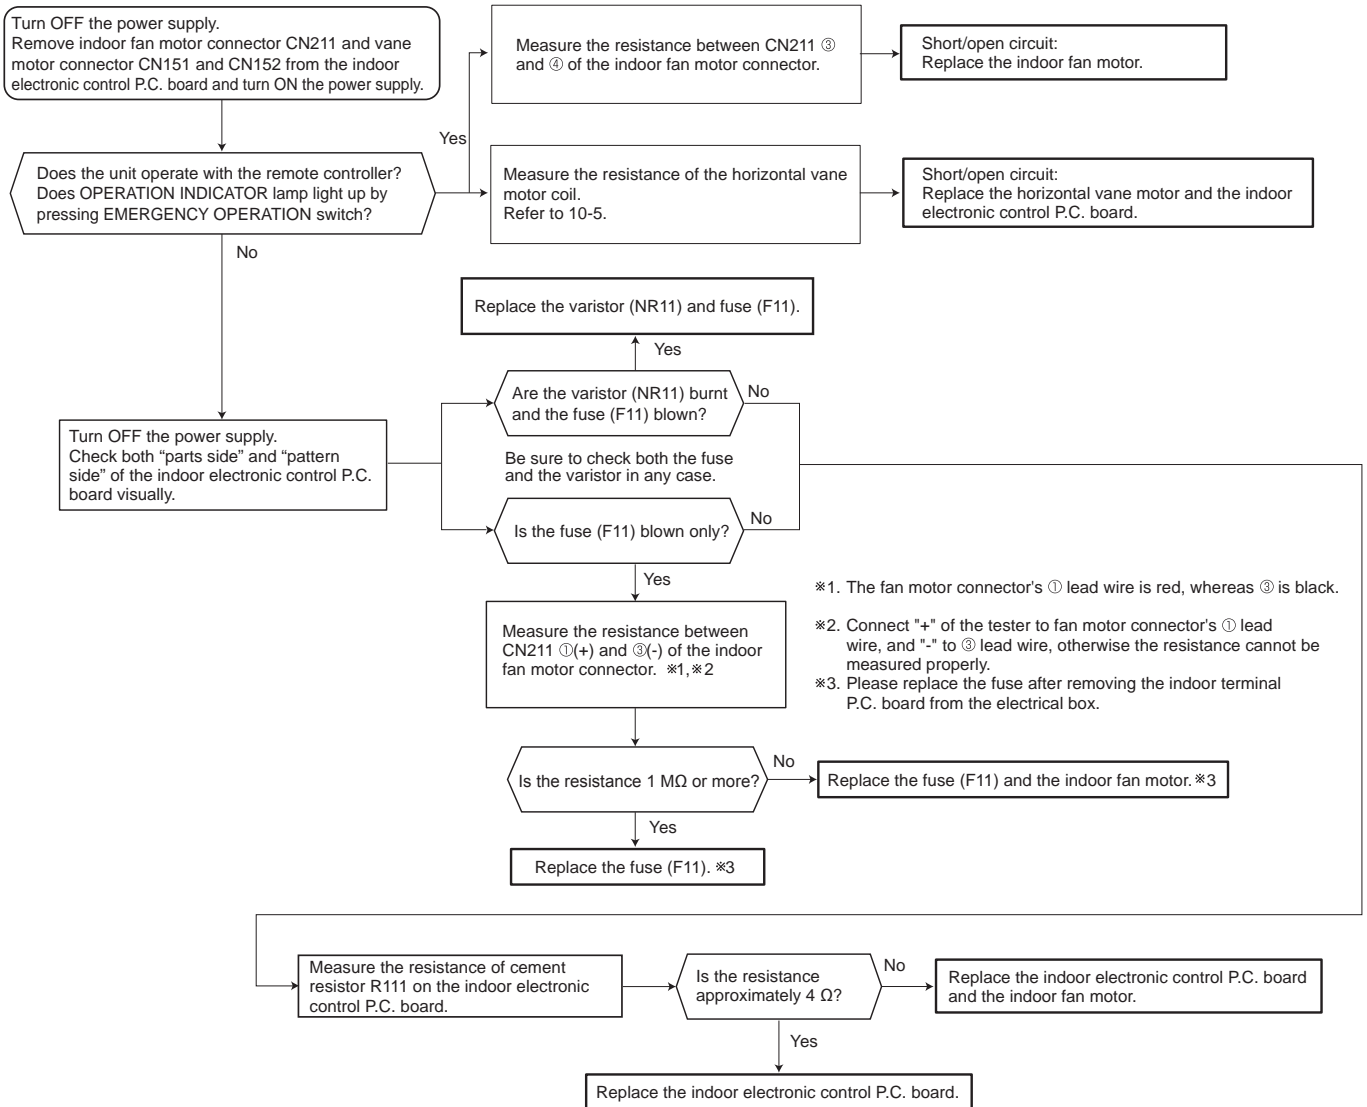 Turn OFF the power supply.
Remove indoor fan motor connector CN211 and vane
motor connector CN151 and CN152 from the indoor
electronic control P.C. board and turn ON the power supply.
Measure the resistance between CN211 ③
and ④ of the indoor fan motor connector.
Short/open circuit:
Replace the indoor fan motor.
Yes
Does the unit operate with the remote controller?
Does OPERATION INDICATOR lamp light up by
pressing EMERGENCY OPERATION switch?
Measure the resistance of the horizontal vane
motor coil.
Refer to 10-5.
Short/open circuit:
Replace the horizontal vane motor and the indoor
electronic control P.C. board.
No
Replace the varistor (NR11) and fuse (F11).
Yes
Are the varistor (NR11) burnt
and the fuse (F11) blown?
No
Turn OFF the power supply.
Check both “parts side” and “pattern
side” of the indoor electronic control P.C.
board visually.
Be sure to check both the fuse
and the varistor in any case.
Is the fuse (F11) blown only?
No
Yes
Measure the resistance between
CN211 ①(+) and ③(-) of the indoor
fan motor connector. ※1,※2
※1. The fan motor connector's ① lead wire is red, whereas ③ is black.
※2. Connect "+" of the tester to fan motor connector's ① lead
wire, and "-" to ③ lead wire, otherwise the resistance cannot be
measured properly.
※3. Please replace the fuse after removing the indoor terminal
P.C. board from the electrical box.
Is the resistance 1 MΩ or more?
No
Replace the fuse (F11) and the indoor fan motor. ※3
Yes
Replace the fuse (F11). ※3
Measure the resistance of cement
resistor R111 on the indoor electronic
control P.C. board.
Is the resistance
approximately 4 Ω?
No
Replace the indoor electronic control P.C. board
and the indoor fan motor.
Yes
Replace the indoor electronic control P.C. board.